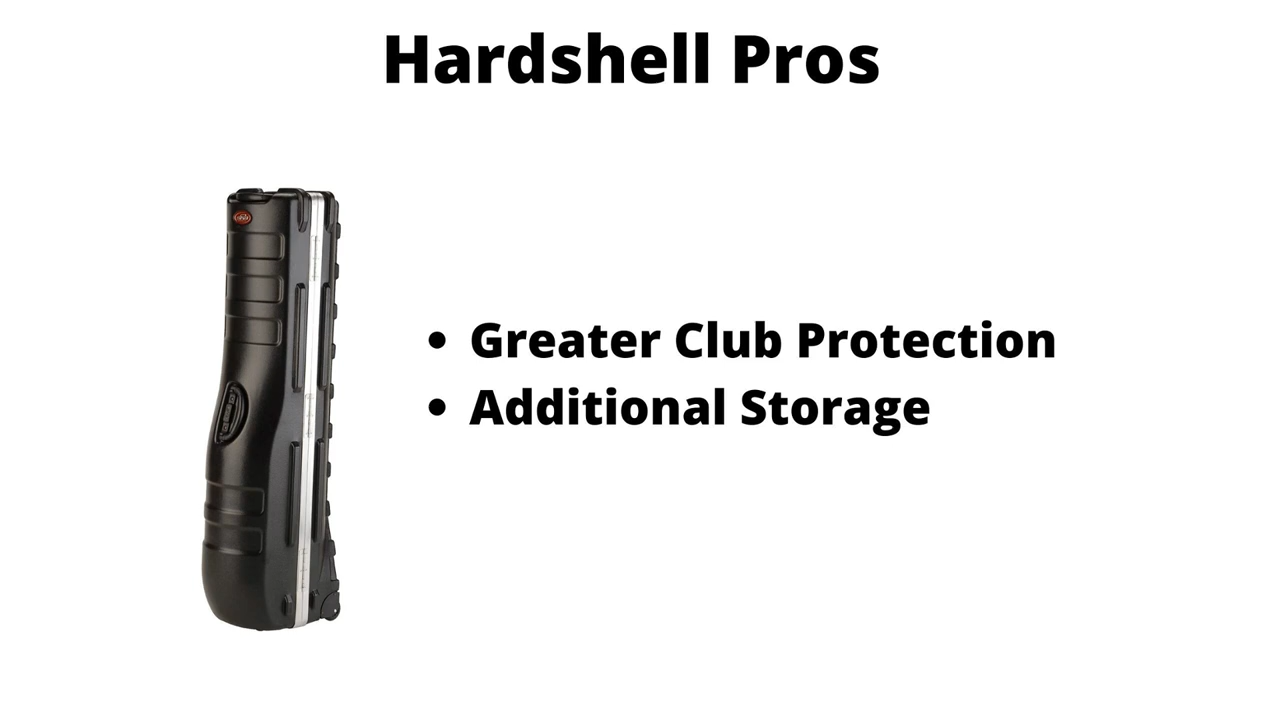 Hardshell Pros
• Greater Club Protection
• Additional Storage